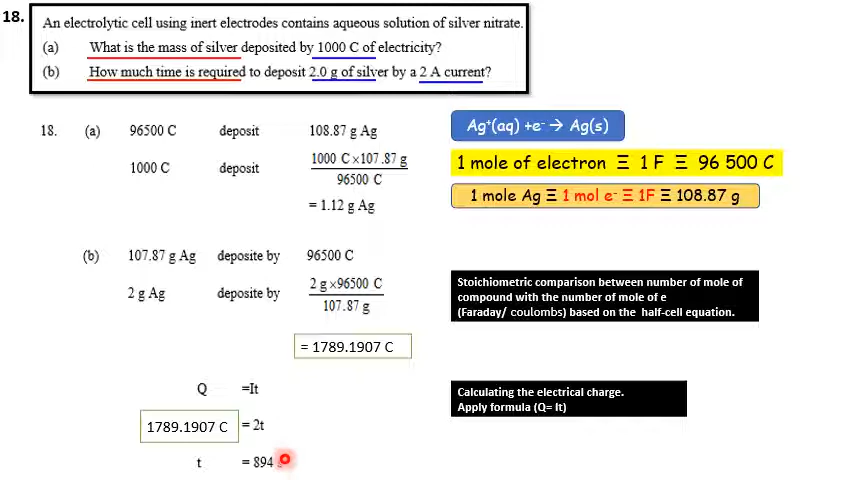 18.
An electrolytic cell using inert electrodes contains aqueous solution of silver nitrate.
(a) What is the mass of silver deposited by 1000 C of electricity?
(b) How much time is required to deposit 2.0 g of silver by a 2 A current?
18. (a) 96500 C deposit 108.87 g Ag
1000 C deposit 1000 C×107.87 g
96500 C
= 1.12 g Ag
(b) 107.87 g Ag deposite by 96500 C
2 g Ag deposite by 2 g×96500 C
107.87 g
= 1789.1907 C
Q =It
1789.1907 C = 2t
t = 894
Ag⁺(aq) +e⁻ → Ag(s)
1 mole of electron Ξ 1 F Ξ 96 500 C
1 mole Ag Ξ 1 mol e⁻ Ξ 1F Ξ 108.87 g
Stoichiometric comparison between number of mole of
compound with the number of mole of e
(Faraday/ coulombs) based on the half-cell equation.
Calculating the electrical charge.
Apply formula (Q= It)